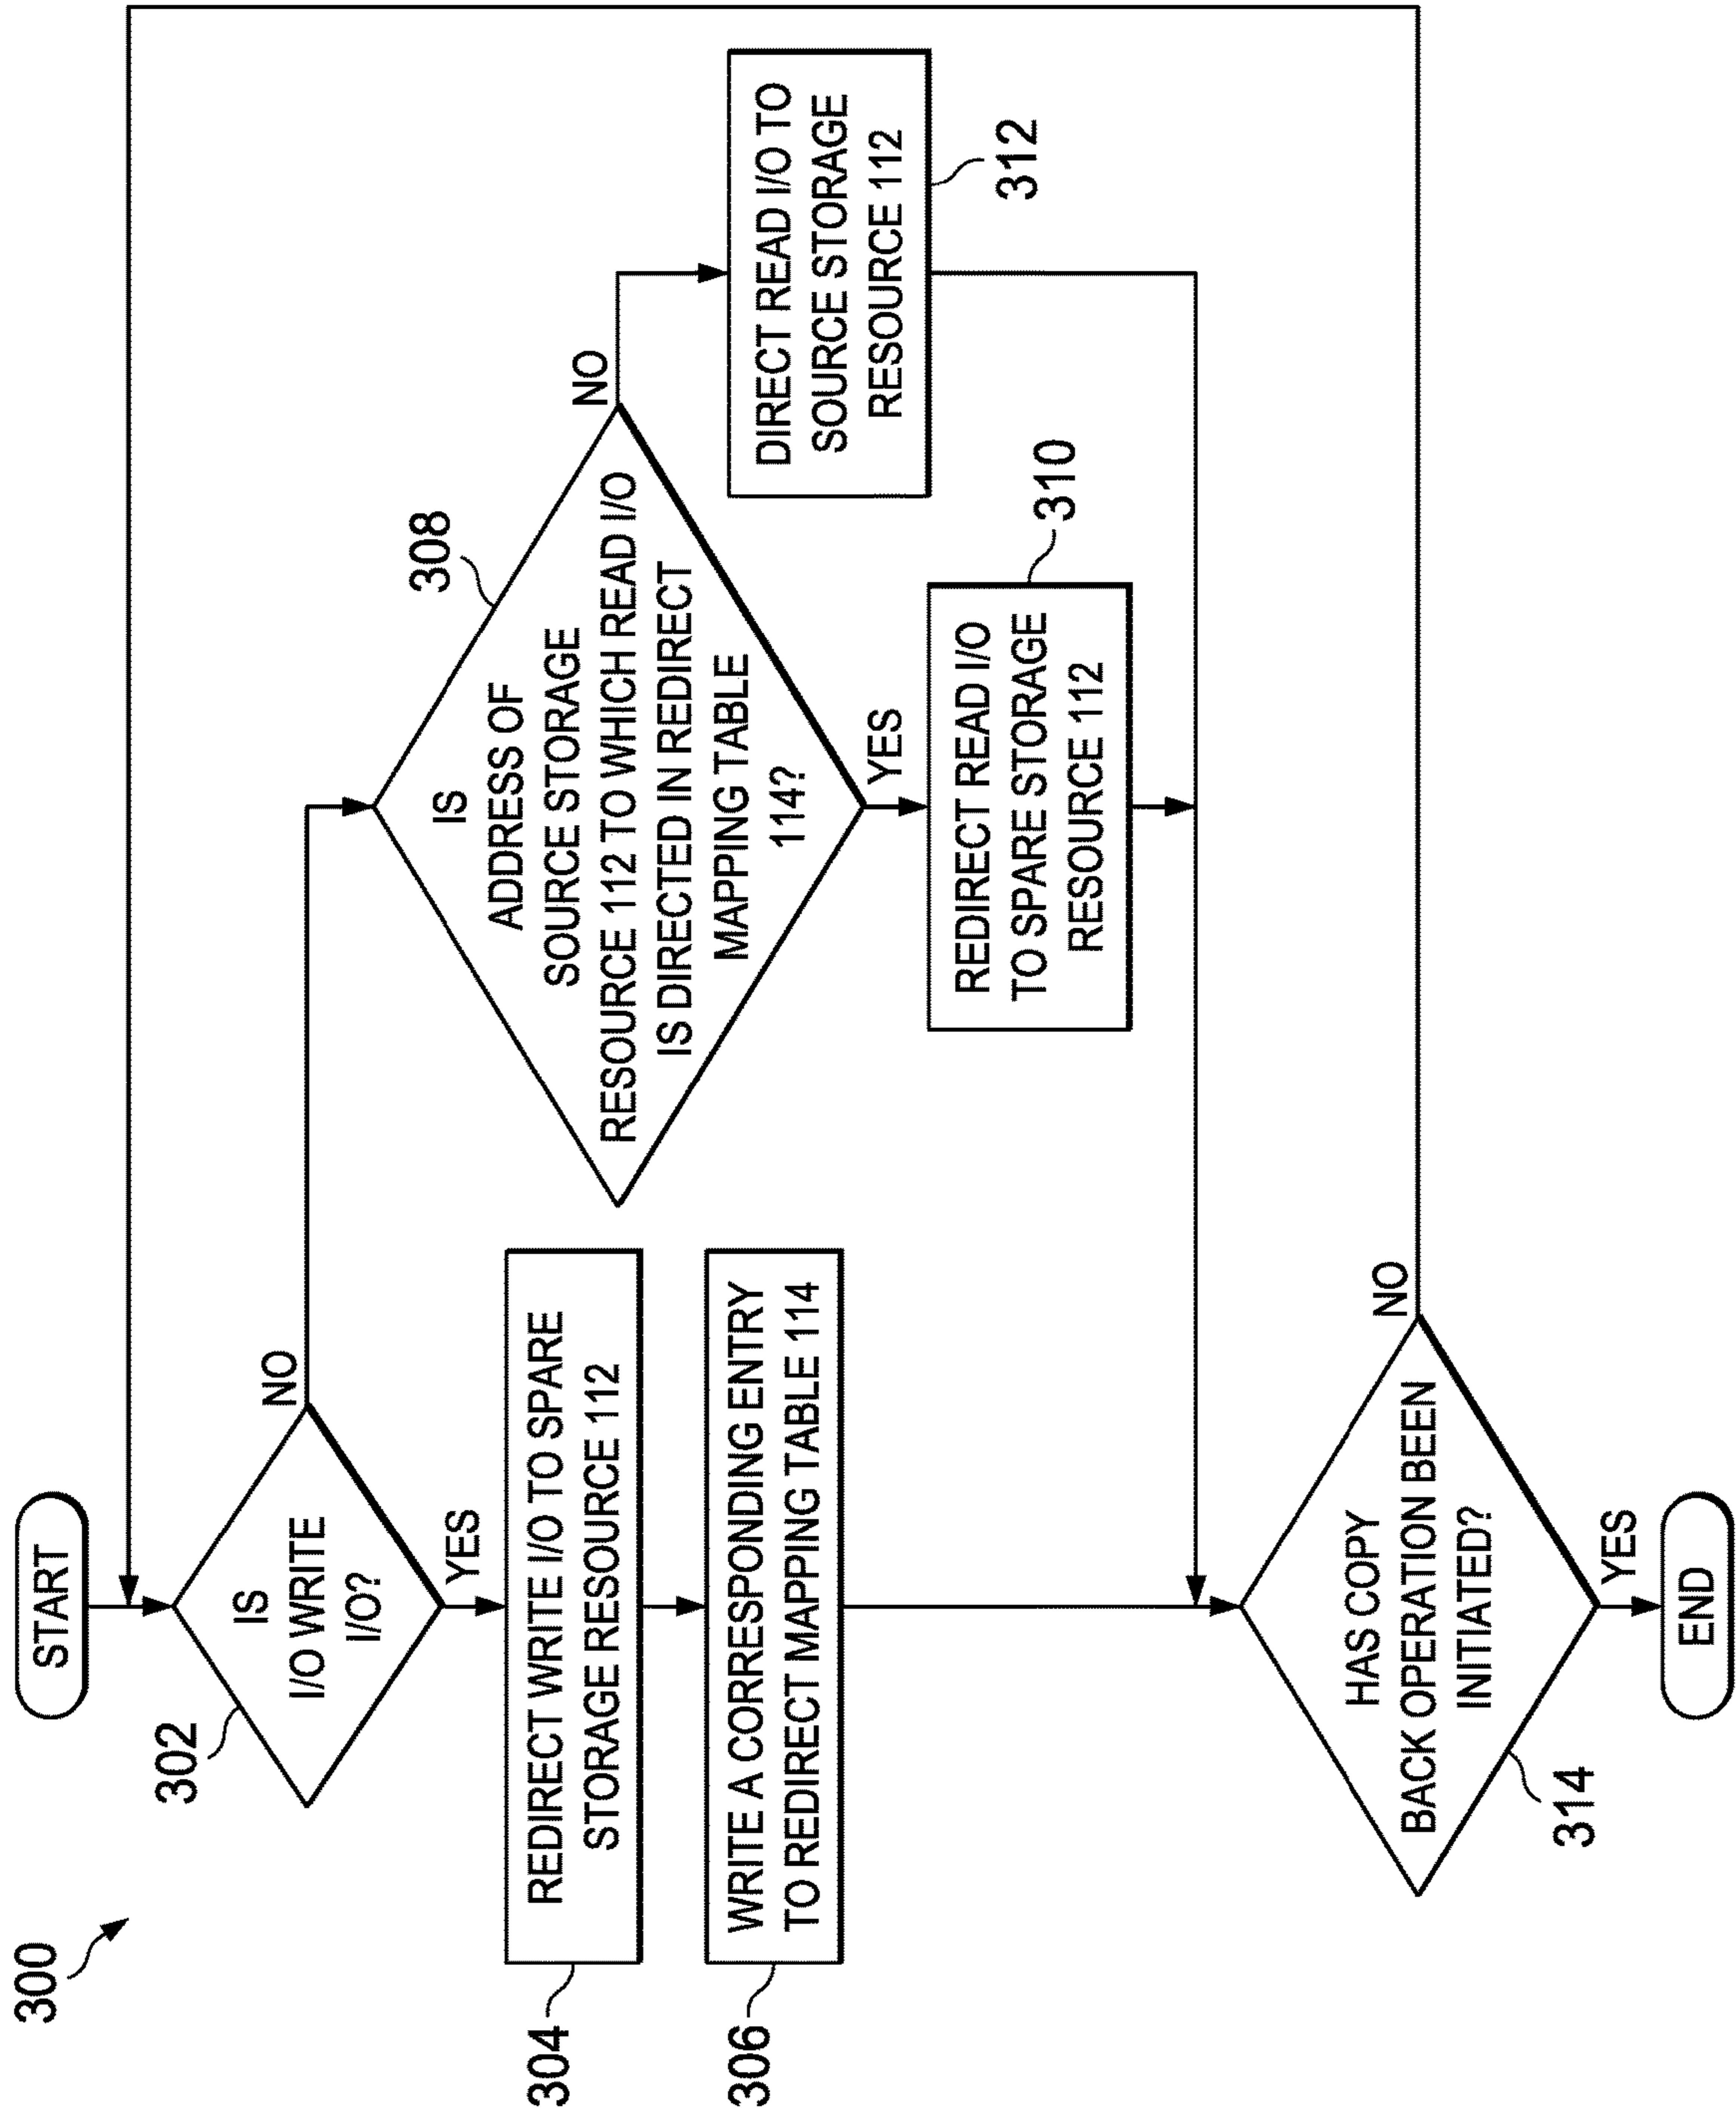 300
START
302
IS
I/O WRITE
I/O?
NO
YES
304
REDIRECT WRITE I/O TO SPARE
STORAGE RESOURCE 112
306
WRITE A CORRESPONDING ENTRY
TO REDIRECT MAPPING TABLE 114
308
IS
ADDRESS OF
SOURCE STORAGE
RESOURCE 112 TO WHICH READ I/O
IS DIRECTED IN REDIRECT
MAPPING TABLE
114?
NO
YES
310
REDIRECT READ I/O
TO SPARE STORAGE
RESOURCE 112
DIRECT READ I/O TO
SOURCE STORAGE
RESOURCE 112
312
HAS COPY
BACK OPERATION BEEN
INITIATED?
NO
314
YES
END